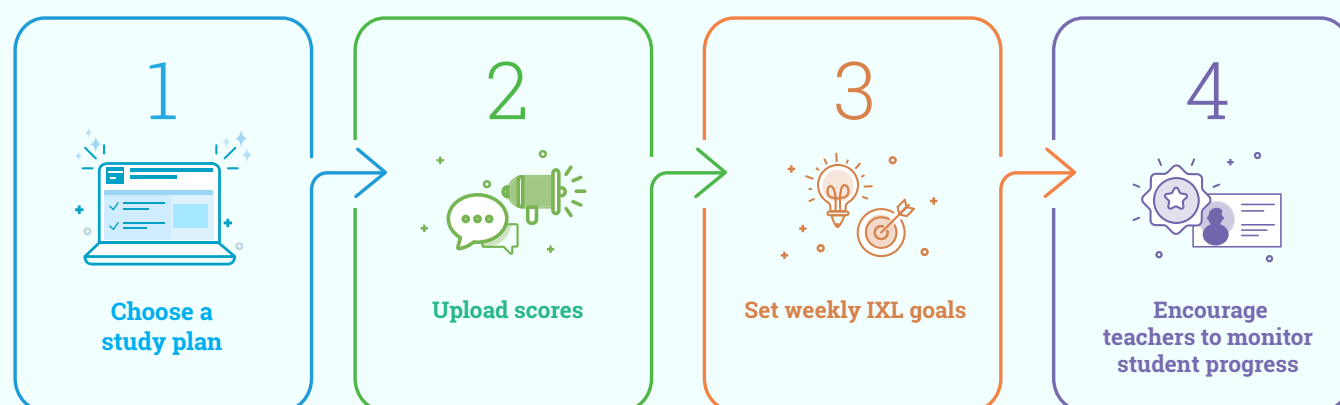 1
Choose a
study plan
2
Upload scores
3
Set weekly IXL goals
4
Encourage
teachers to monitor
student progress